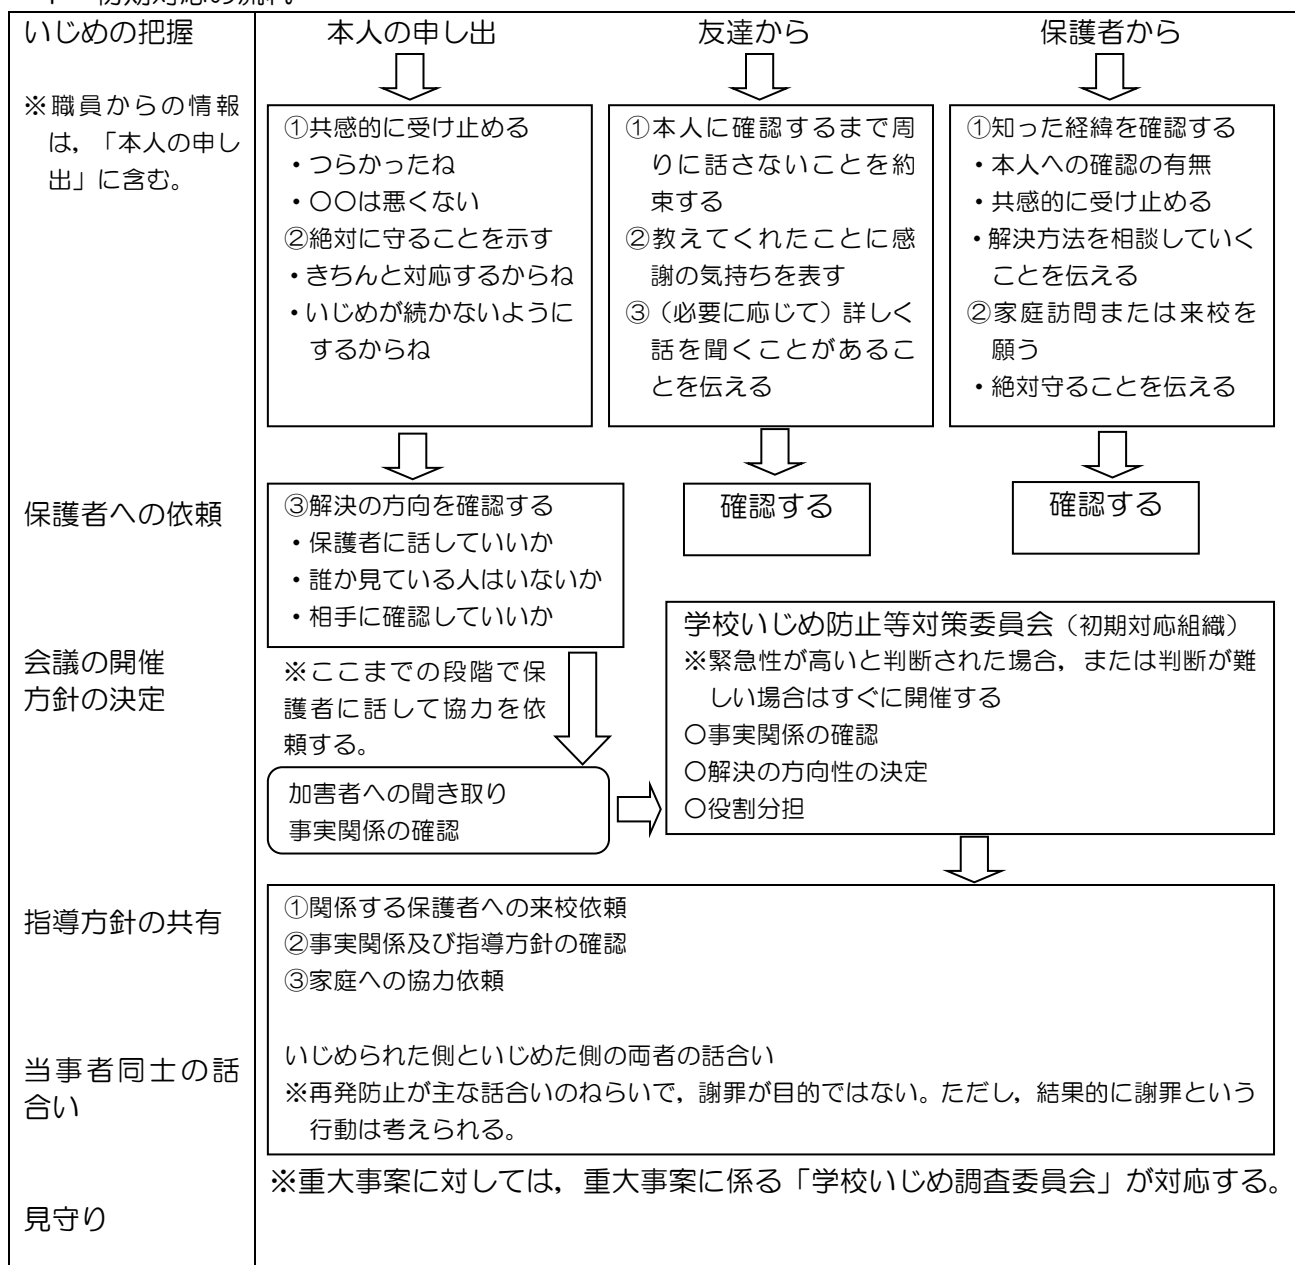 いじめの把握
※職員からの情報
は，「本人の申し
出」に含む。
本人の申し出
①共感的に受け止める
・つらかったね
・〇〇は悪くない
②絶対に守ることを示す
・きちんと対応するからね
・いじめが続かないように
するからね
友達から
①本人に確認するまで周
りに話さないことを約
束する
②教えてくれたことに感
謝の気持ちを表す
③（必要に応じて）詳しく
話を聞くことがあるこ
とを伝える
保護者から
①知った経緯を確認する
・本人への確認の有無
・共感的に受け止める
・解決方法を相談していく
ことを伝える
②家庭訪問または来校を
願う
・絶対守ることを伝える
保護者への依頼
③解決の方向を確認する
・保護者に話していいか
・誰か見ている人はいないか
・相手に確認していいか
確認する
確認する
会議の開催
方針の決定
※ここまでの段階で保
護者に話して協力を依
頼する。
加害者への聞き取り
事実関係の確認
学校いじめ防止等対策委員会（初期対応組織）
※緊急性が高いと判断された場合，または判断が難
しい場合はすぐに開催する
〇事実関係の確認
〇解決の方向性の決定
〇役割分担
指導方針の共有
①関係する保護者への来校依頼
②事実関係及び指導方針の確認
③家庭への協力依頼
当事者同士の話
合い
いじめられた側といじめた側の両者の話合い
※再発防止が主な話合いのねらいで，謝罪が目的ではない。ただし，結果的に謝罪という
行動は考えられる。
※重大事案に対しては，重大事案に係る「学校いじめ調査委員会」が対応する。
見守り